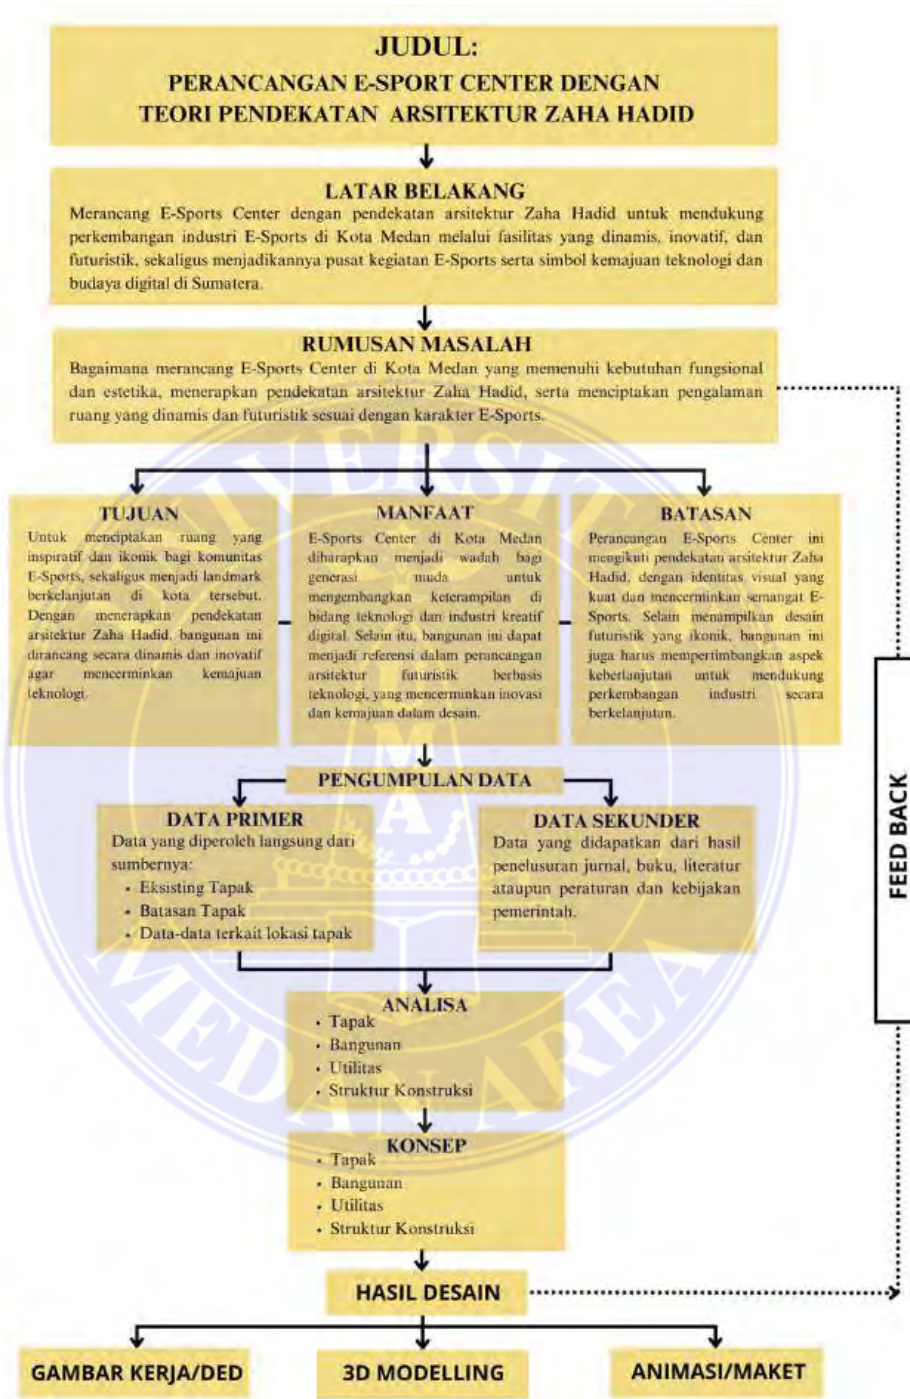 JUDUL:
PERANCANGAN E-SPORT CENTER DENGAN
TEORI PENDEKATAN ARSITEKTUR ZAHA HADID
LATAR BELAKANG
Merancang E-Sports Center dengan pendekatan arsitektur Zaha Hadid untuk mendukung
perkembangan industri E-Sports di Kota Medan melalui fasilitas yang dinamis, inovatif, dan
futuristik, sekaligus menjadikannya pusat kegiatan E-Sports serta simbol kemajuan teknologi dan
budaya digital di Sumatera.
RUMUSAN MASALAH
Bagaimana merancang E-Sports Center di Kota Medan yang memenuhi kebutuhan fungsional
dan estetika, menerapkan pendekatan arsitektur Zaha Hadid, serta menciptakan pengalaman
ruang yang dinamis dan futuristik sesuai dengan karakter E-Sports.
TUJUAN
Untuk menciptakan ruang yang
inspiratif dan ikonik bagi komunitas
E-Sports, sekaligus menjadi landmark
berkelanjutan di kota tersebut.
Dengan menerapkan pendekatan
arsitektur Zaha Hadid, bangunan ini
dirancang secara dinamis dan inovatif
agar mencerminkan kemajuan
teknologi.
MANFAAT
E-Sports Center di Kota Medan
diharapkan menjadi wadah bagi
generasi muda untuk
mengembangkan keterampilan di
bidang teknologi dan industri kreatif
digital. Selain itu, bangunan ini dapat
menjadi referensi dalam perancangan
arsitektur futuristik berbasis
teknologi, yang mencerminkan inovasi
dan kemajuan dalam desain.
BATASAN
Perancangan E-Sports Center ini
mengikuti pendekatan arsitektur Zaha
Hadid, dengan identitas visual yang
kuat dan mencerminkan semangat E-
Sports. Selain menampilkan desain
futuristik yang ikonik, bangunan ini
juga harus mempertimbangkan aspek
keberlanjutan untuk mendukung
perkembangan industri secara
berkelanjutan.
PENGUMPULAN DATA
DATA PRIMER
Data yang diperoleh langsung dari
sumbernya:
• Eksisting Tapak
• Batasan Tapak
• Data-data terkait lokasi tapak
DATA SEKUNDER
Data yang didapatkan dari hasil
penelusuran jurnal, buku, literatur
ataupun peraturan dan kebijakan
pemerintah.
FEED BACK
ANALISA
• Tapak
• Bangunan
• Utilitas
• Struktur Konstruksi
KONSEP
• Tapak
• Bangunan
• Utilitas
• Struktur Konstruksi
HASIL DESAIN
GAMBAR KERJA/DED
3D MODELLING
ANIMASI/MAKET
IVERSIT
MEDAN AREA
U
M
A